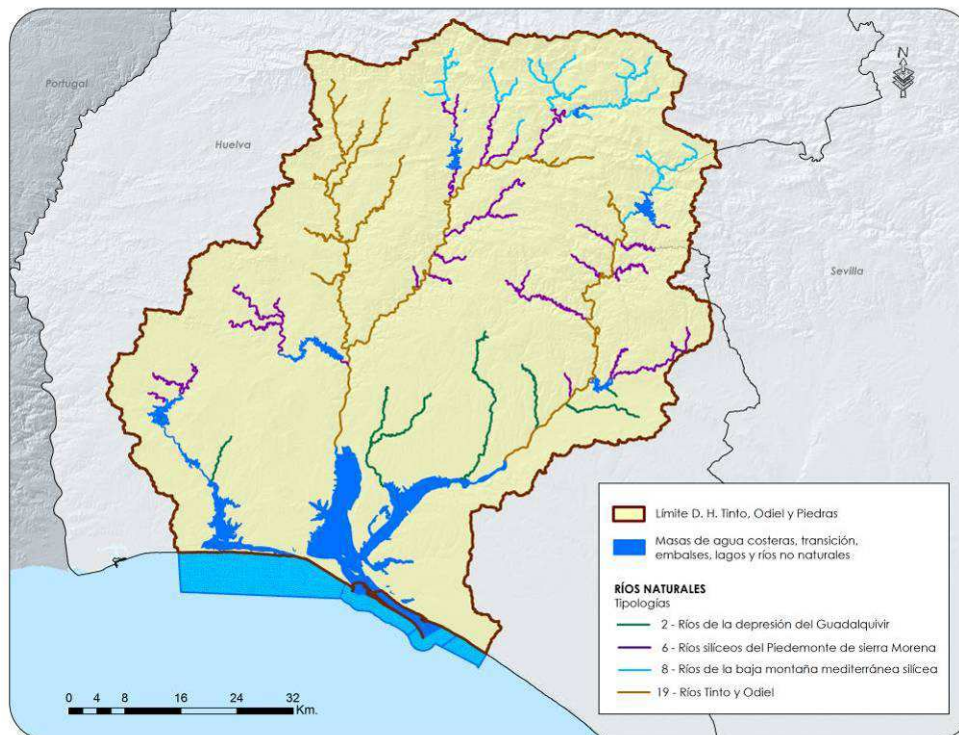 N
Portugal
Huelva
Sevilla
Límite D. H. Tinto, Odiel y Piedras
Masas de agua costeras, transición,
embalses, lagos y ríos no naturales
RÍOS NATURALES
Tipologías
2 - Ríos de la depresión del Guadalquivir
6 - Ríos silíceos del Piedemonte de sierra Morena
8 - Ríos de la baja montaña mediterránea silícea
19 - Ríos Tinto y Odiel
0 2 4 8 16 24 32
Km.